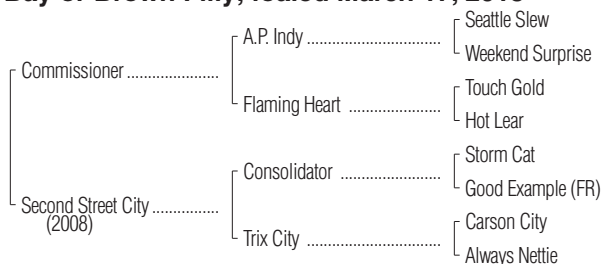 Seattle Slew
A.P. Indy ..................................
Weekend Surprise
Commissioner .......................
Touch Gold
Flaming Heart .......................
Hot Lear
Storm Cat
Consolidator .........................
Good Example (FR)
Second Street City ................
(2008)
Carson City
Trix City ..................................
Always Nettie